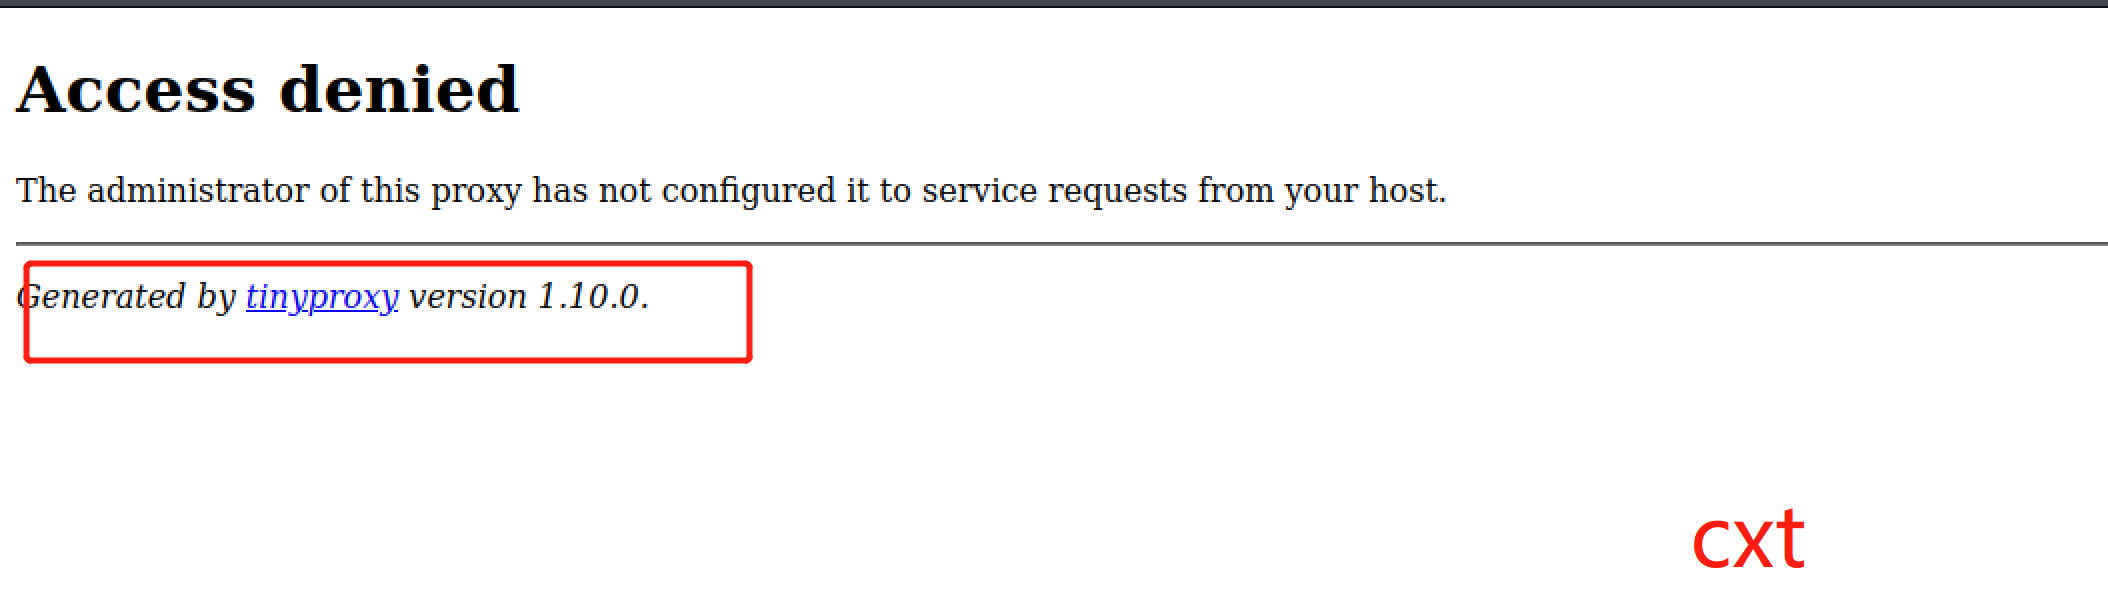 Access denied
The administrator of this proxy has not configured it to service requests from your host.
Generated by tinyproxy version 1.10.0.
cxt